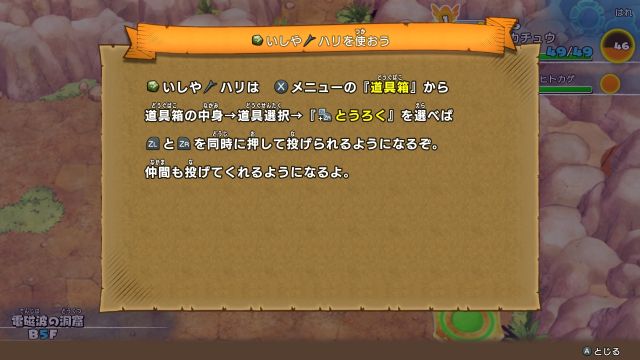 いしや ハリを使おう
いしや ハリは Ⓧメニューの『道具箱』から
道具箱の中身→道具選択→『とうろく』を選べば
ZLとZRを同時に押して投げられるようになるぞ。
仲間も投げてくれるようになるよ。
はれ
カチュウ
49/49
46
ヒトカゲ
電磁波の洞窟
B5F
Ⓐとじる